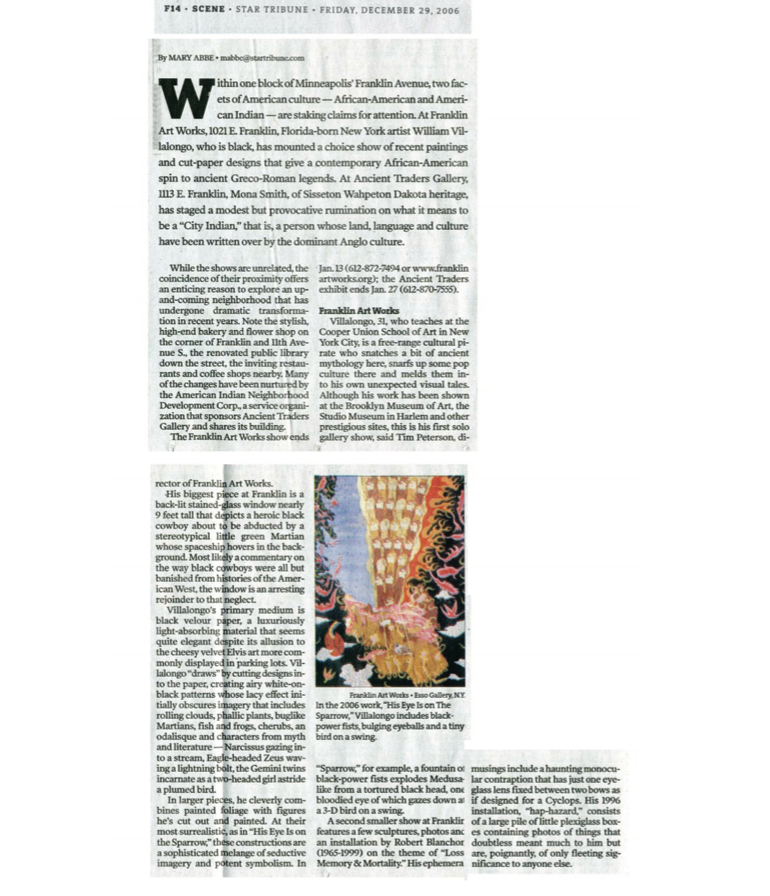 F14 • SCENE • STAR TRIBUNE • FRIDAY, DECEMBER 29, 2006
By MARY ABBE • mabbe@startribune.com
Within one block of Minneapolis' Franklin Avenue, two fac-
ets of American culture — African-American and Ameri-
can Indian — are staking claims for attention. At Franklin
Art Works, 1021 E. Franklin, Florida-born New York artist William Vil-
lalongo, who is black, has mounted a choice show of recent paintings
and cut-paper designs that give a contemporary African-American
spin to ancient Greco-Roman legends. At Ancient Traders Gallery,
1113 E. Franklin, Mona Smith, of Sisseton Wahpeton Dakota heritage,
has staged a modest but provocative rumination on what it means to
be a "City Indian," that is, a person whose land, language and culture
have been written over by the dominant Anglo culture.
While the shows are unrelated, the
coincidence of their proximity offers
an enticing reason to explore an up-
and-coming neighborhood that has
undergone dramatic transforma-
tion in recent years. Note the stylish,
high-end bakery and flower shop on
the corner of Franklin and 11th Ave-
nue S., the renovated public library
down the street, the inviting restau-
rants and coffee shops nearby. Many
of the changes have been nurtured by
the American Indian Neighborhood
Development Corp., a service organi-
zation that sponsors Ancient Traders
Gallery and shares its building.
The Franklin Art Works show ends
Jan. 13 (612-872-7494 or www.franklin
artworks.org); the Ancient Traders
exhibit ends Jan. 27 (612-870-7555).
Franklin Art Works
Villalongo, 31, who teaches at the
Cooper Union School of Art in New
York City, is a free-range cultural pi-
rate who snatches a bit of ancient
mythology here, snarfs up some pop
culture there and melds them in-
to his own unexpected visual tales.
Although his work has been shown
at the Brooklyn Museum of Art, the
Studio Museum in Harlem and other
prestigious sites, this is his first solo
gallery show, said Tim Peterson, di-
rector of Franklin Art Works.
His biggest piece at Franklin is a
back-lit stained-glass window nearly
9 feet tall that depicts a heroic black
cowboy about to be abducted by a
stereotypical little green Martian
whose spaceship hovers in the back-
ground. Most likely a commentary on
the way black cowboys were all but
banished from histories of the Amer-
ican West, the window is an arresting
rejoinder to that neglect.
Villalongo's primary medium is
black velour paper, a luxuriously
light-absorbing material that seems
quite elegant despite its allusion to
the cheesy velvet Elvis art more com-
monly displayed in parking lots. Vil-
lalongo "draws" by cutting designs in-
to the paper, creating airy white-on-
black patterns whose lacy effect ini-
tially obscures imagery that includes
rolling clouds, phallic plants, buglike
Martians, fish and frogs, cherubs, an
odalisque and characters from myth
and literature — Narcissus gazing in-
to a stream, Eagle-headed Zeus wav-
ing a lightning bolt, the Gemini twins
incarnate as a two-headed girl astride
a plumed bird.
In larger pieces, he cleverly com-
bines painted foliage with figures
he's cut out and painted. At their
most surrealistic, as in "His Eye Is on
the Sparrow," these constructions are
a sophisticated melange of seductive
imagery and potent symbolism. In
Franklin Art Works • Esso Gallery, N.Y.
In the 2006 work, "His Eye Is on The
Sparrow," Villalongo includes black-
power fists, bulging eyeballs and a tiny
bird on a swing.
"Sparrow," for example, a fountain of
black-power fists explodes Medusa-
like from a tortured black head, one
bloodied eye of which gazes down at
a 3-D bird on a swing.
A second smaller show at Franklin
features a few sculptures, photos and
an installation by Robert Blanchor
(1965-1999) on the theme of "Loss
Memory & Mortality." His ephemera
musings include a haunting monocu-
lar contraption that has just one eye-
glass lens fixed between two bows as
if designed for a Cyclops. His 1996
installation, "hap-hazard," consists
of a large pile of little plexiglass box-
es containing photos of things that
doubtless meant much to him but
are, poignantly, of only fleeting sig-
nificance to anyone else.